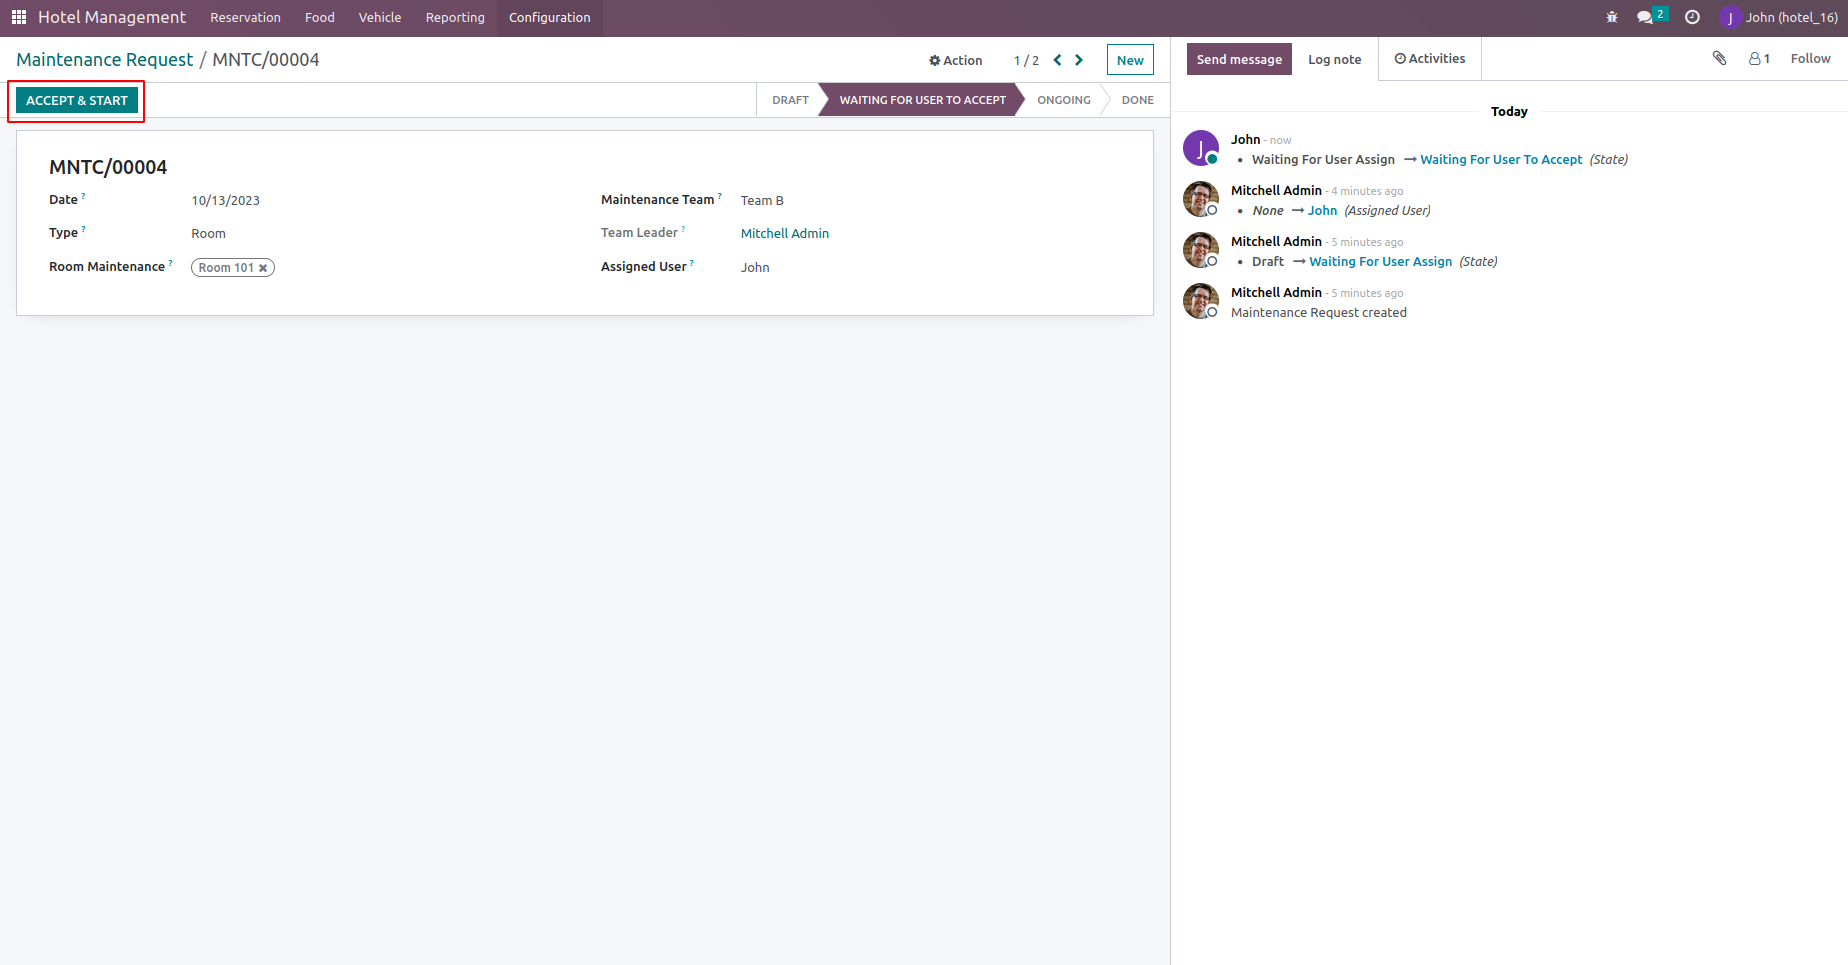 Hotel Management Reservation Food Vehicle Reporting Configuration 2 J John (hotel_16)
Maintenance Request / MNTC/00004 Action 1 / 2 New
Send message Log note Activities 1 Follow
ACCEPT & START DRAFT WAITING FOR USER TO ACCEPT ONGOING DONE
MNTC/00004
Date ? 10/13/2023 Maintenance Team ? Team B
Type ? Room Team Leader ? Mitchell Admin
Room Maintenance ? Room 101 Assigned User ? John
Today
J
John - now
• Waiting For User Assign → Waiting For User To Accept (State)
Mitchell Admin - 4 minutes ago
• None → John (Assigned User)
Mitchell Admin - 5 minutes ago
• Draft → Waiting For User Assign (State)
Mitchell Admin - 5 minutes ago
Maintenance Request created